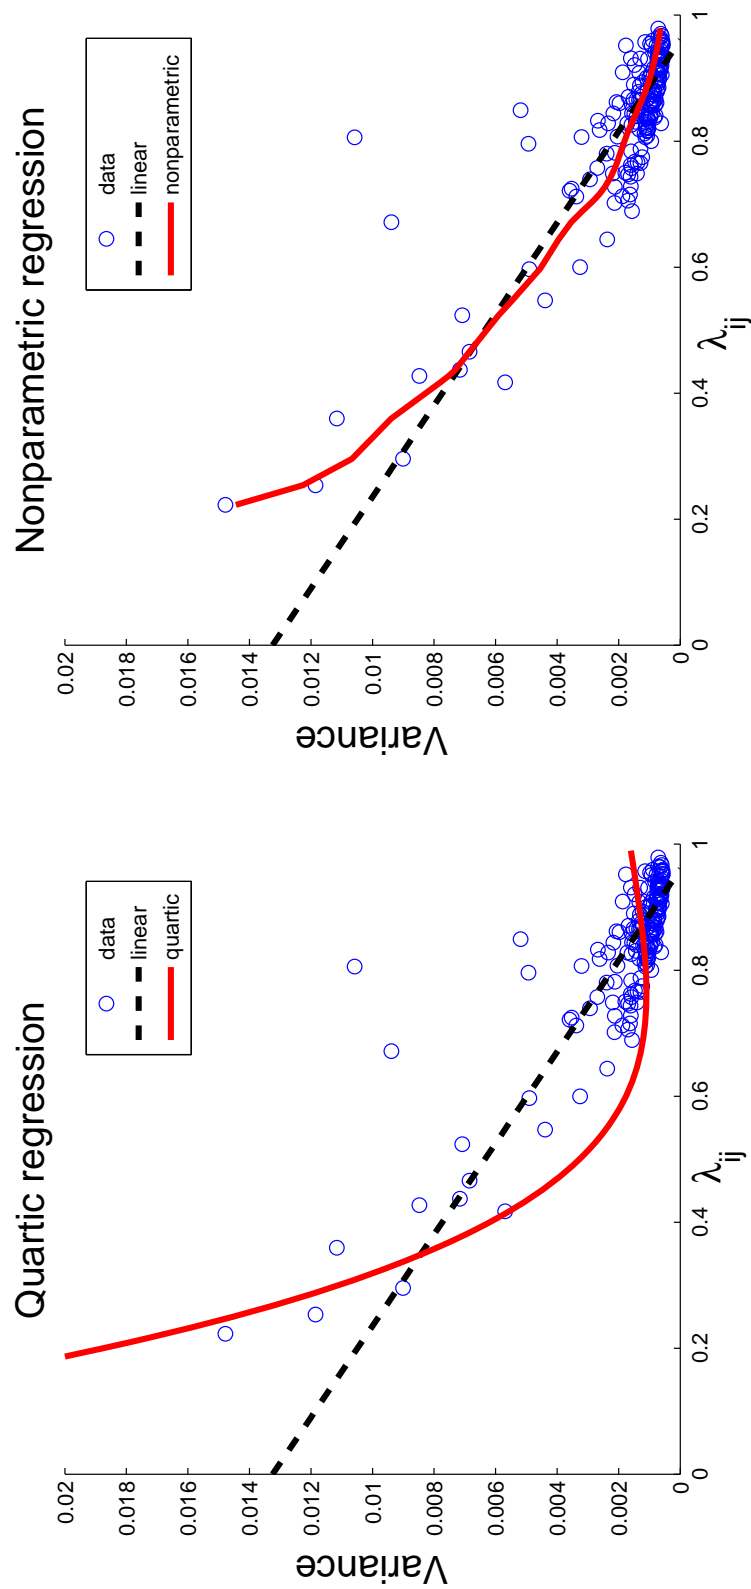 Quartic regression
data
linear
quartic
Variance
0.02
0.018
0.016
0.014
0.012
0.01
0.008
0.006
0.004
0.002
0
0
0.2
0.4
0.6
0.8
1
λij
Nonparametric regression
data
linear
nonparametric
Variance
0.02
0.018
0.016
0.014
0.012
0.01
0.008
0.006
0.004
0.002
0
0
0.2
0.4
0.6
0.8
1
λij